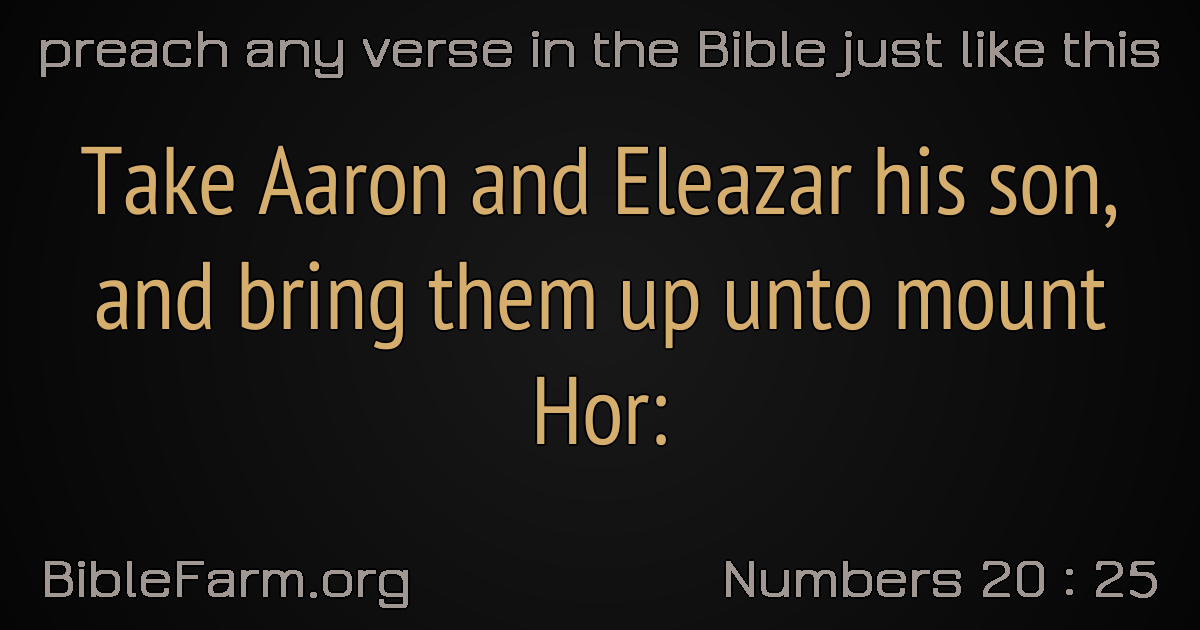 preach any verse in the Bible just like this
Take Aaron and Eleazar his son,
and bring them up unto mount
Hor:
BibleFarm.org
Numbers 20 : 25